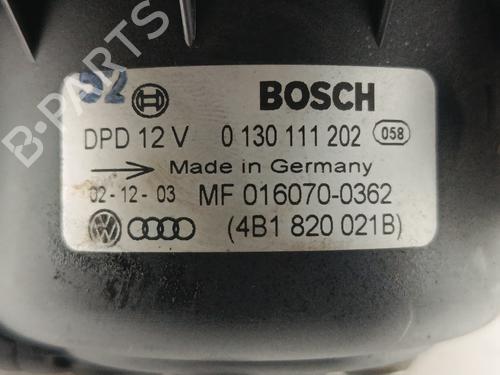 B-PARTS
92
BOSCH
DPD 12 V 0 130 111 202 058
Made in Germany
02-12-03 MF 016070-0362
(4B1 820 021B)